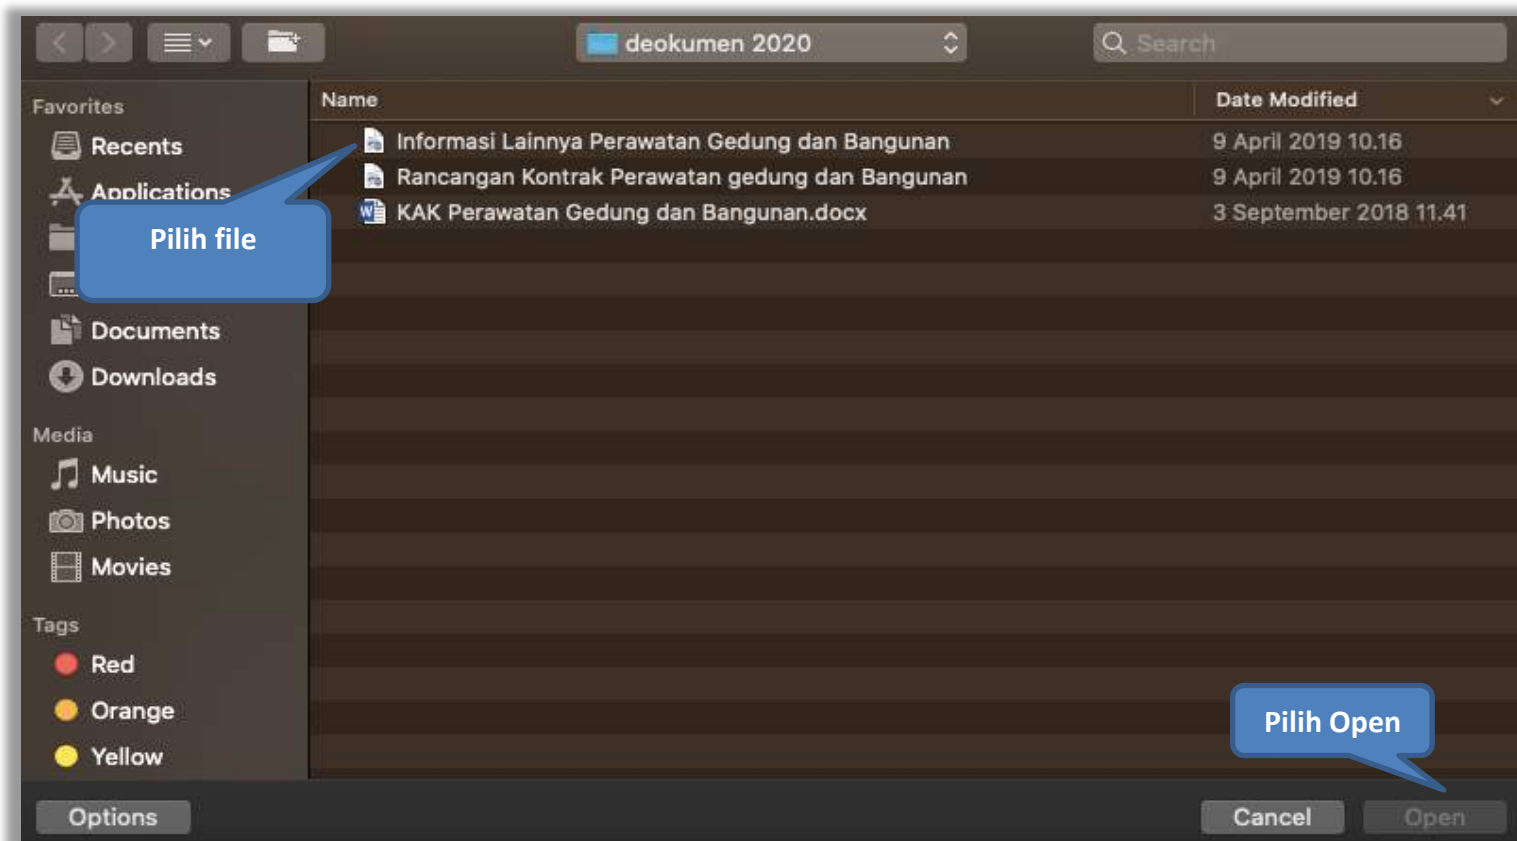 deokumen 2020
Search
Favorites
Recents
Applications
Documents
Downloads
Media
Music
Photos
Movies
Tags
Red
Orange
Yellow
Name
Date Modified
Informasi Lainnya Perawatan Gedung dan Bangunan
9 April 2019 10.16
Rancangan Kontrak Perawatan gedung dan Bangunan
9 April 2019 10.16
KAK Perawatan Gedung dan Bangunan.docx
3 September 2018 11.41
Pilih file
Pilih Open
Options
Cancel
Open